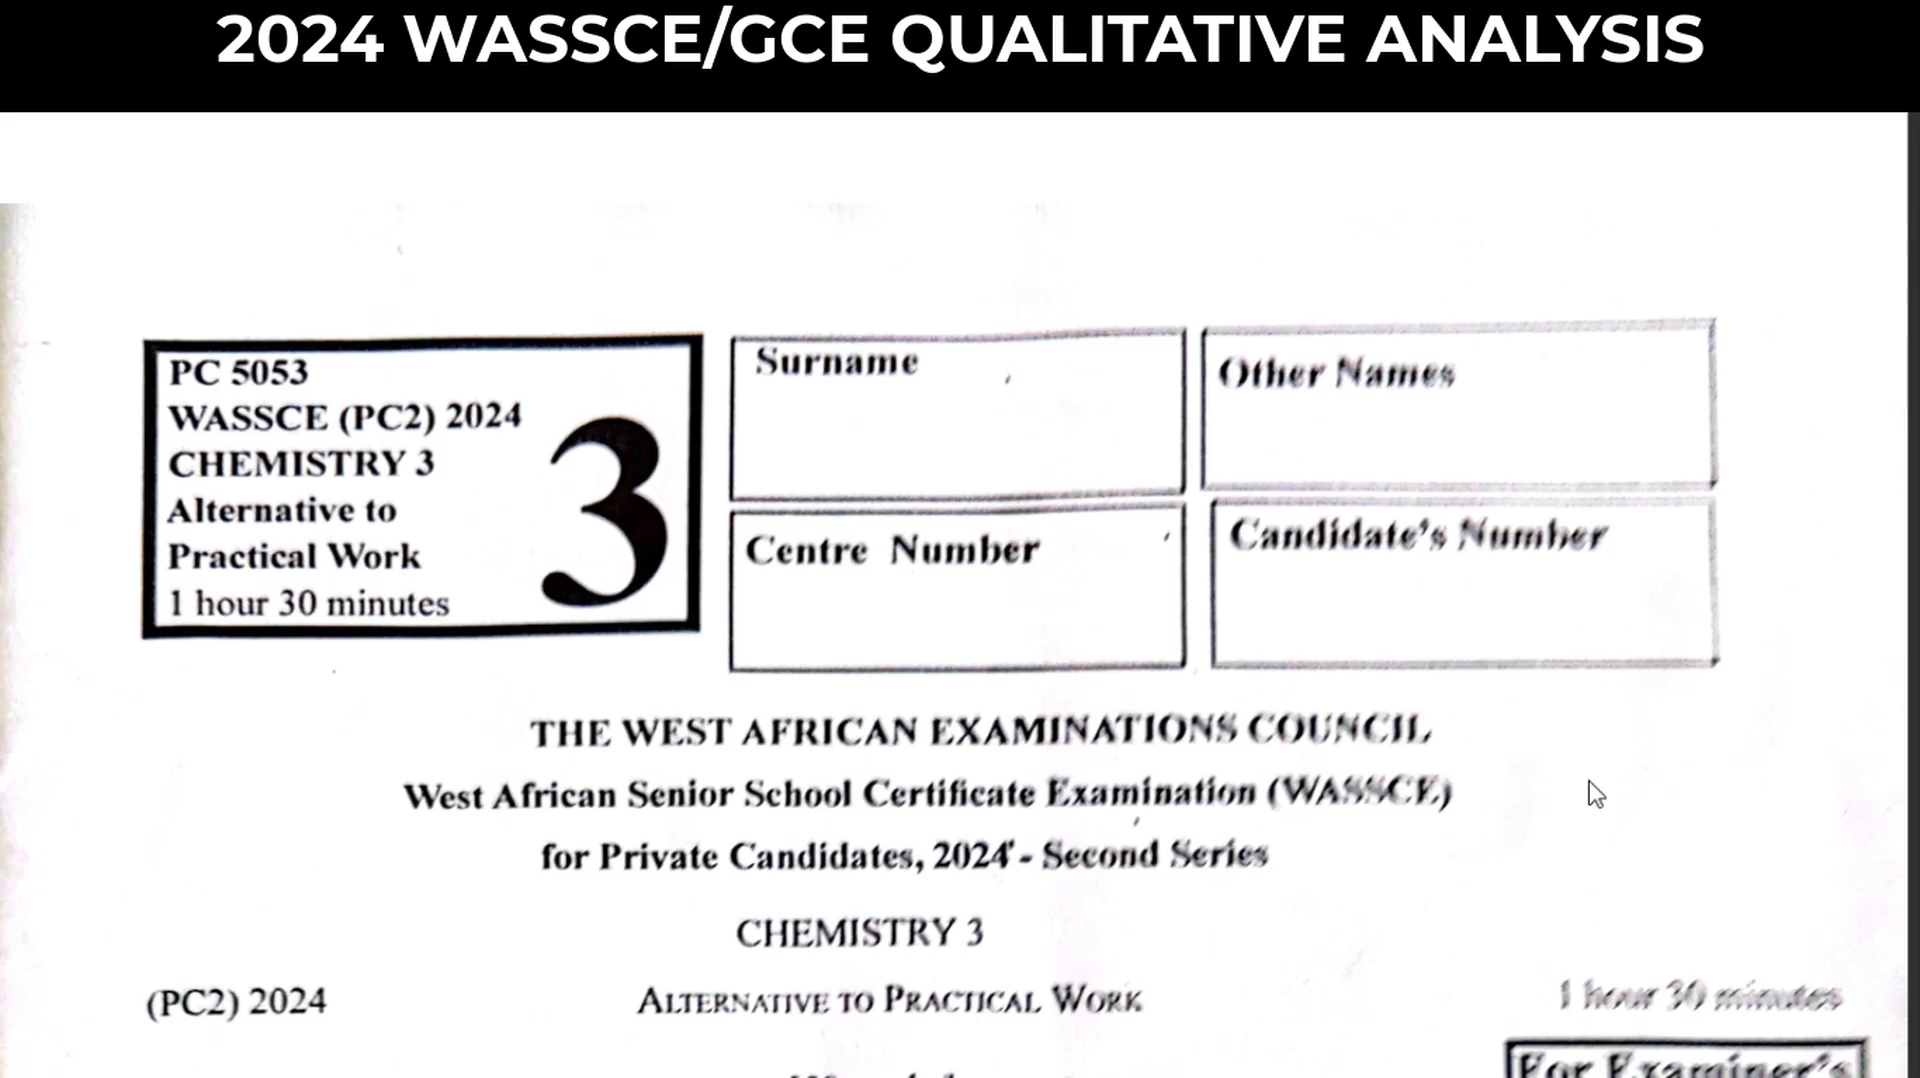 2024 WASSCE/GCE QUALITATIVE ANALYSIS
PC 5053
WASSCE (PC2) 2024
CHEMISTRY 3
Alternative to
Practical Work
1 hour 30 minutes
3
Surname
Other Names
Centre Number
Candidate's Number
THE WEST AFRICAN EXAMINATIONS COUNCIL
West African Senior School Certificate Examination (WASSCE)
for Private Candidates, 2024 - Second Series
CHEMISTRY 3
(PC2) 2024
ALTERNATIVE TO PRACTICAL WORK
1 hour 30 minutes
For Examiner's